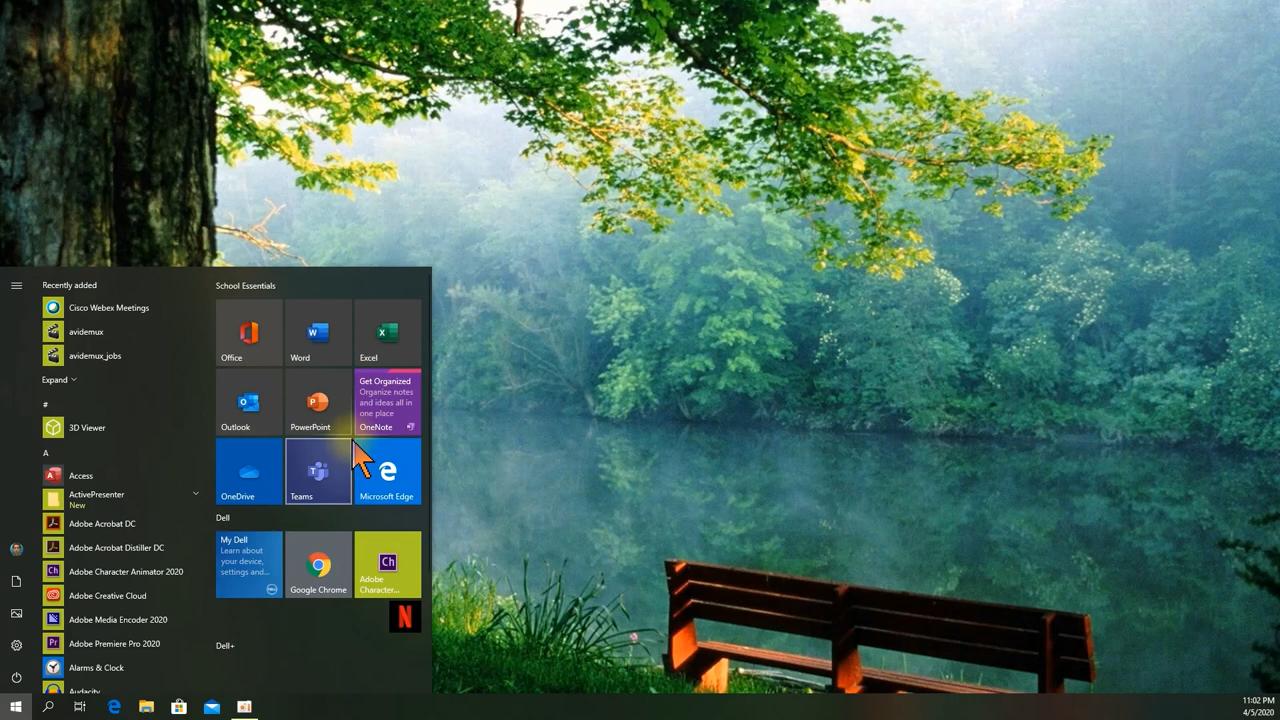 Recently added
Cisco Webex Meetings
avidemux
avidemux_jobs
Expand
#
3D Viewer
A
Access
ActivePresenter
New
Adobe Acrobat DC
Adobe Acrobat Distiller DC
Adobe Character Animator 2020
Adobe Creative Cloud
Adobe Media Encoder 2020
Adobe Premiere Pro 2020
Alarms & Clock
Audacity
School Essentials
Office
Word
Excel
Outlook
PowerPoint
Get Organized
Organize notes
and ideas all in
one place
OneNote
OneDrive
Teams
Microsoft Edge
Dell
My Dell
Learn about
your device,
settings and...
Google Chrome
Adobe
Character...
Dell+
11:02 PM
4/5/2020